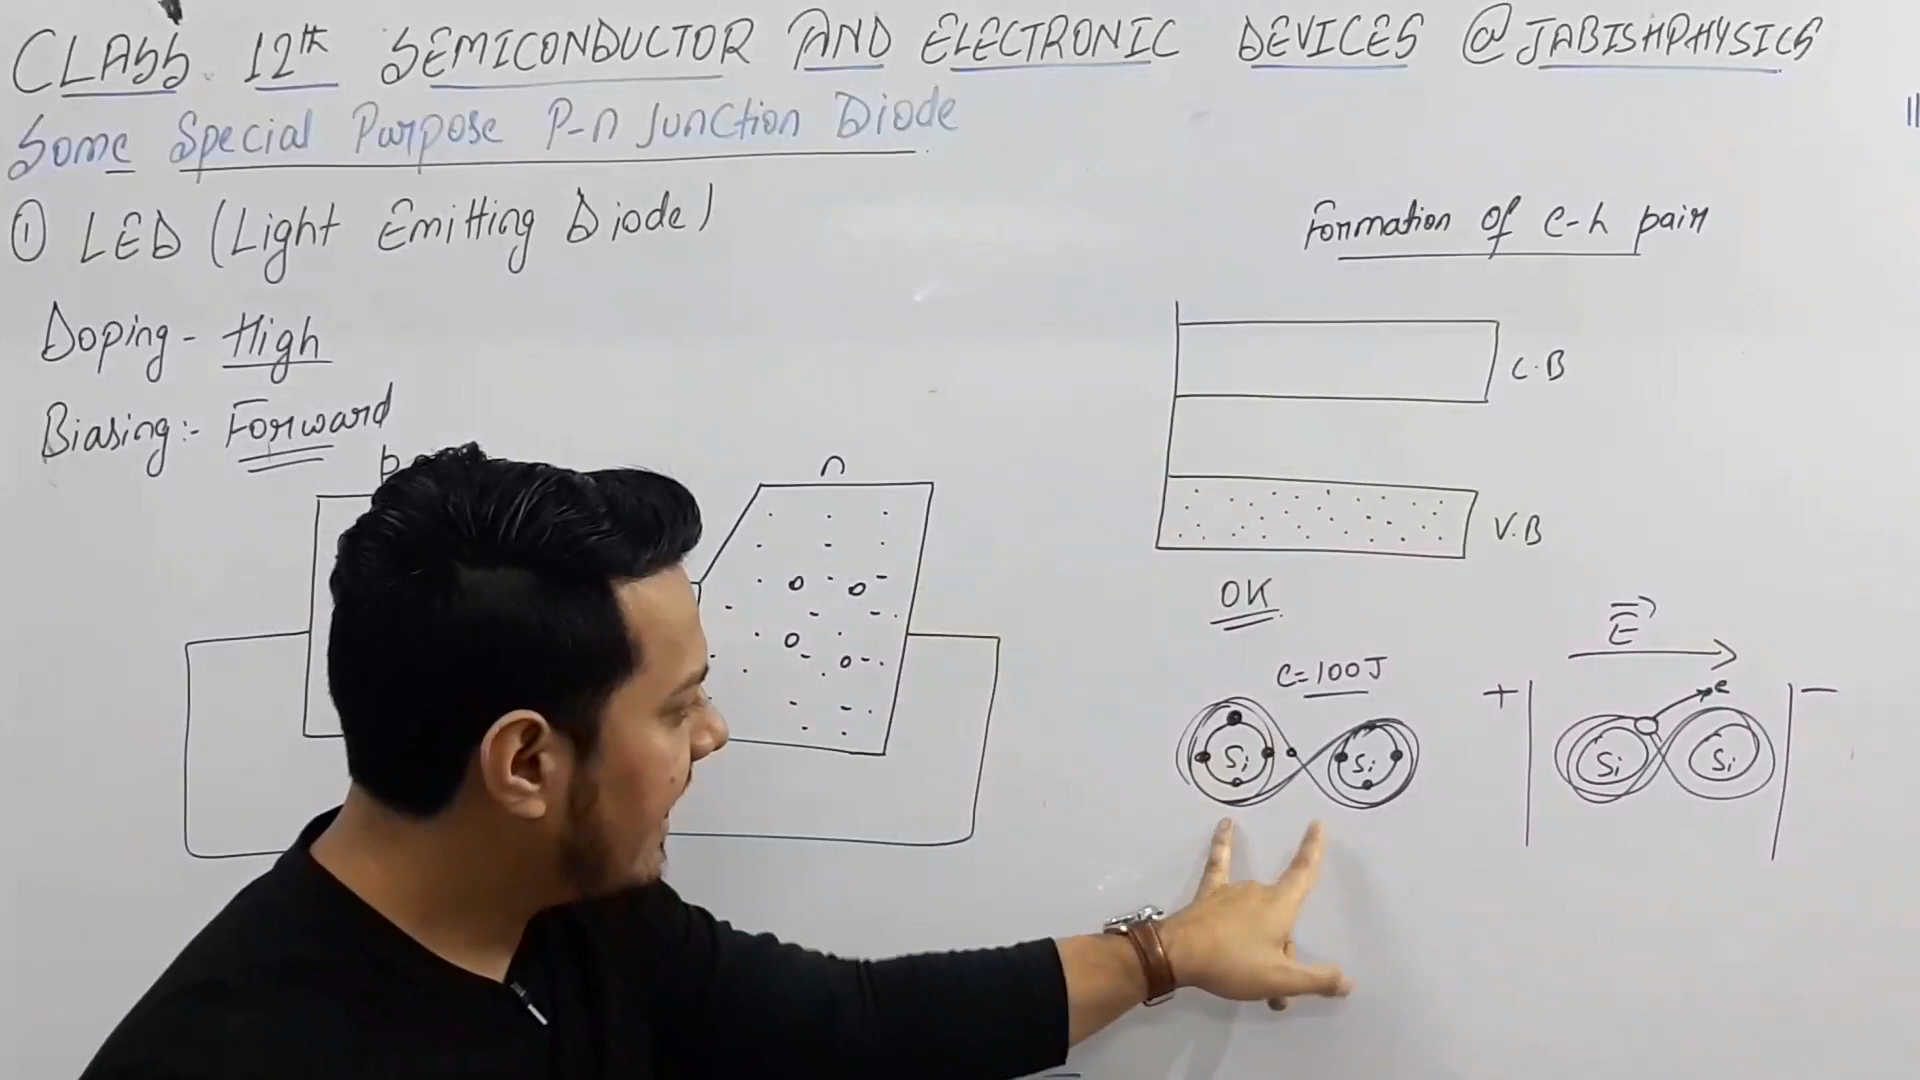 CLASS 12th SEMICONDUCTOR AND ELECTRONIC DEVICES @JABISHPHYSICS
Some Special Purpose P-n Junction Diode
① LED (Light Emitting Diode)
Doping - High
Biasing:- Forward
p
n
Formation of e-h pair
C.B
V.B
OK
e=100J
Si
Si
E
+
e
−
Si
Si